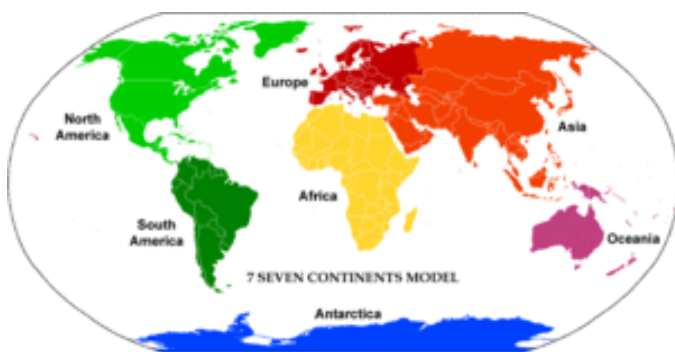 Europe
North
America
Asia
Africa
South
America
Oceania
7 SEVEN CONTINENTS MODEL
Antarctica